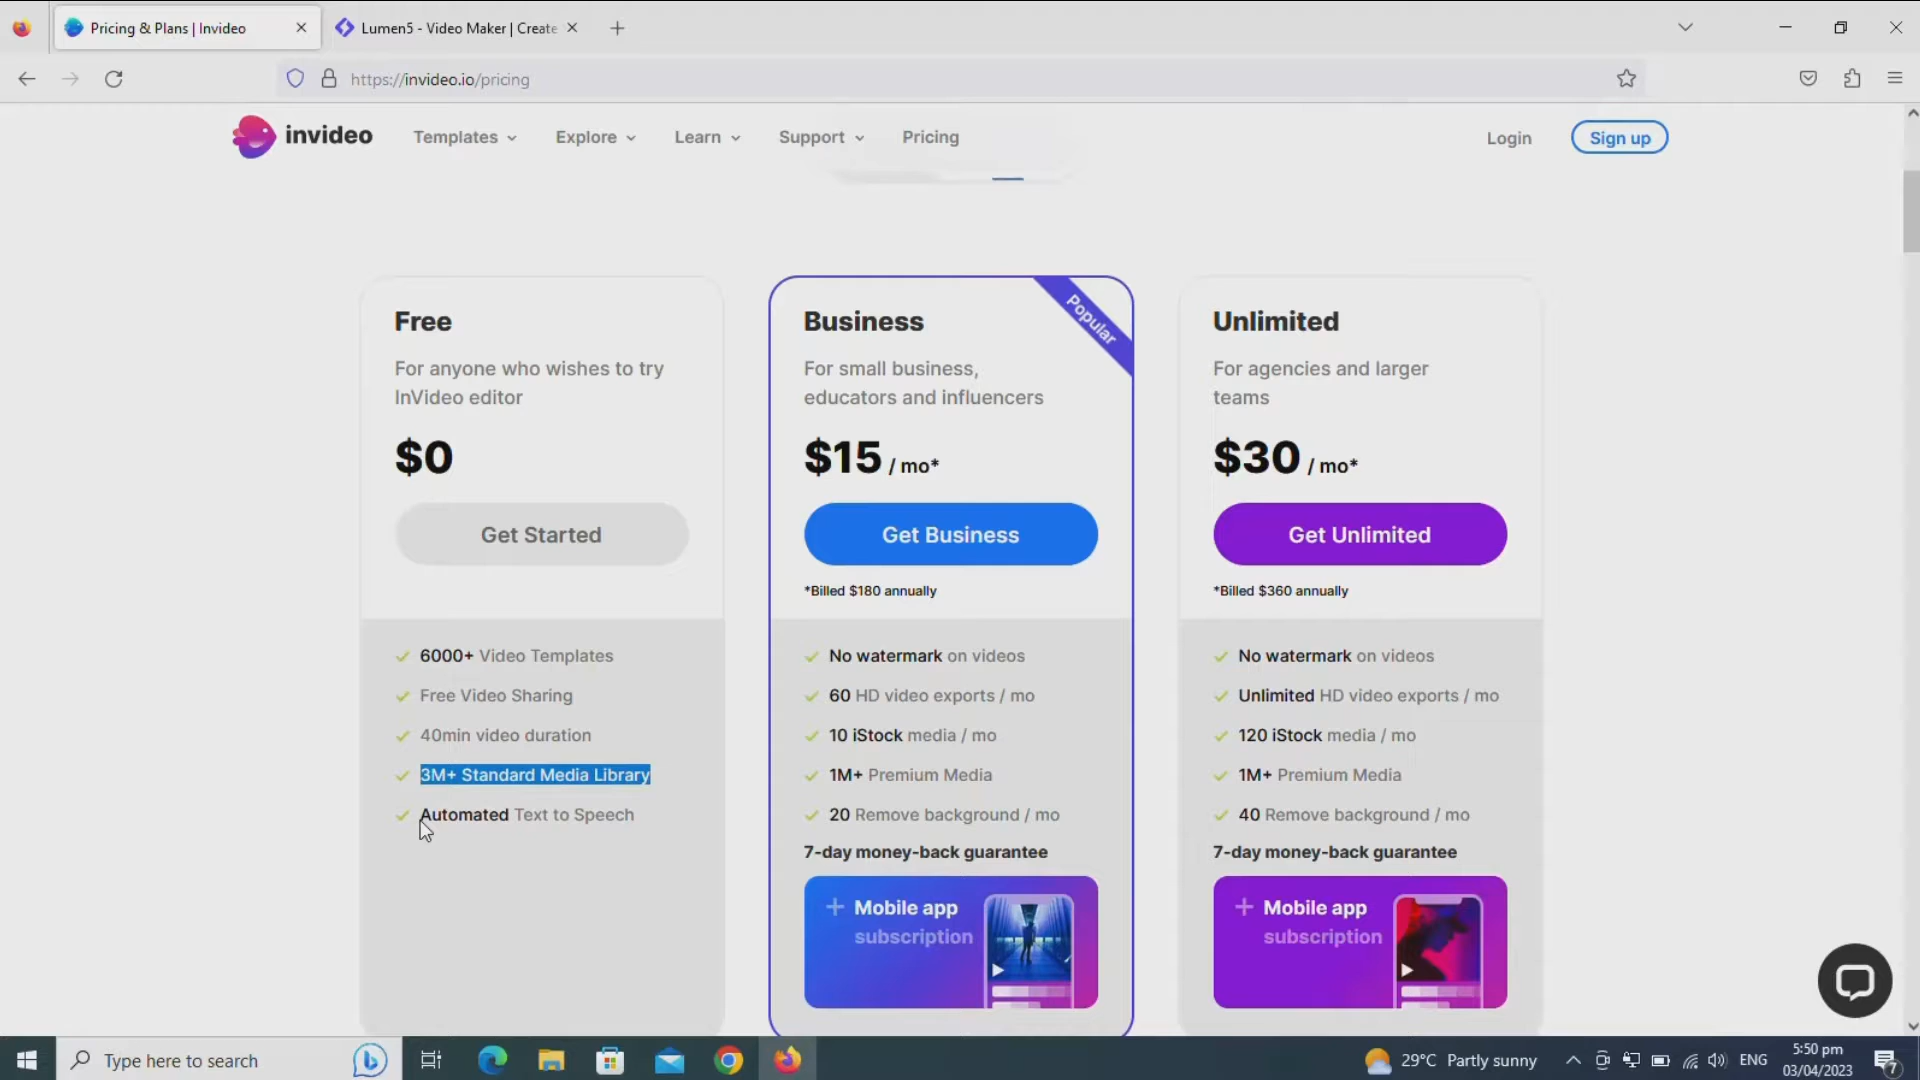 Pricing & Plans | Invideo
Lumen5 - Video Maker | Create
https://invideo.io/pricing
invideo
Templates
Explore
Learn
Support
Pricing
Login
Sign up
Free
For anyone who wishes to try
InVideo editor
$0
Get Started
6000+ Video Templates
Free Video Sharing
40min video duration
3M+ Standard Media Library
Automated Text to Speech
Popular
Business
For small business,
educators and influencers
$15 / mo*
Get Business
*Billed $180 annually
No watermark on videos
60 HD video exports / mo
10 iStock media / mo
1M+ Premium Media
20 Remove background / mo
7-day money-back guarantee
+ Mobile app
subscription
Unlimited
For agencies and larger
teams
$30 / mo*
Get Unlimited
*Billed $360 annually
No watermark on videos
Unlimited HD video exports / mo
120 iStock media / mo
1M+ Premium Media
40 Remove background / mo
7-day money-back guarantee
+ Mobile app
subscription
Type here to search
29°C Partly sunny
ENG
5:50 pm
03/04/2023
7